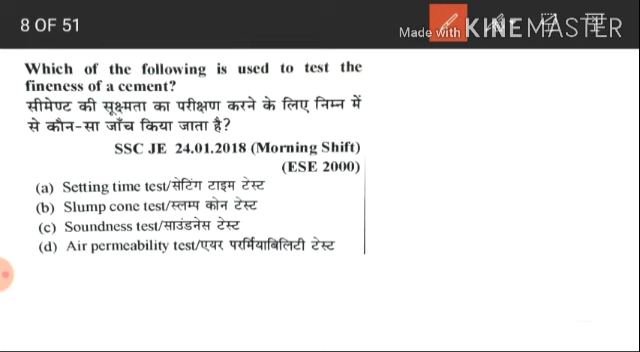 8 OF 51
Made with KINEMASTER
Which of the following is used to test the
fineness of a cement?
सीमेण्ट की सूक्ष्मता का परीक्षण करने के लिए निम्न में
से कौन-सा जाँच किया जाता है?
SSC JE 24.01.2018 (Morning Shift)
(ESE 2000)
(a) Setting time test/सेटिंग टाइम टेस्ट
(b) Slump cone test/स्लम्प कोन टेस्ट
(c) Soundness test/साउंडनेस टेस्ट
(d) Air permeability test/एयर परर्मियाबिलिटी टेस्ट